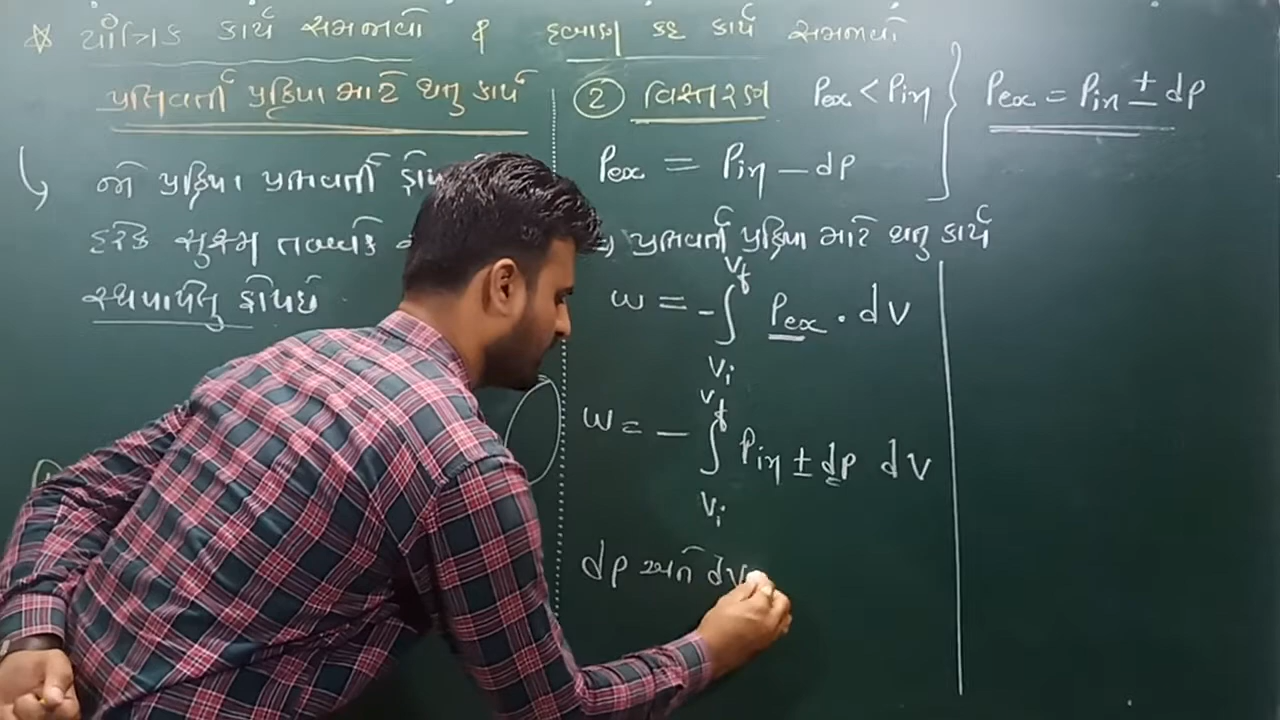 ☆ યાંત્રિક કાર્ય સમજાવો & દબાણ કદ કાર્ય સમજાવો
પ્રતિવર્તી પ્રક્રિયા માટે થતુ કાર્ય
જો પ્રક્રિયા પ્રતિવર્તી હોય
દરેક સુક્ષ્મ તબક્કે
સ્થપાયેલુ હોય છે
② વિસ્તરણ Pex < Pin
Pex = Pin - dp
Pex = Pin ± dp
પ્રતિવર્તી પ્રક્રિયા માટે થતુ કાર્ય
w = - ∫ Vf Vi Pex . dV
w = - ∫ Vf Vi Pin ± dp dV
dp અને dV